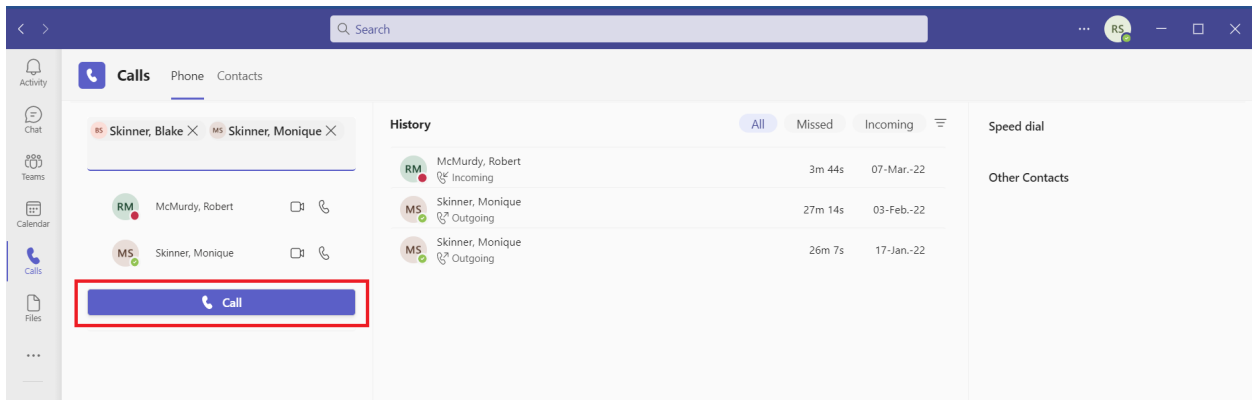 Search
RS
Activity
Chat
Teams
Calendar
Calls
Files
Calls Phone Contacts
BS Skinner, Blake MS Skinner, Monique
RM McMurdy, Robert
MS Skinner, Monique
Call
History All Missed Incoming
RM McMurdy, Robert
Incoming 3m 44s 07-Mar.-22
MS Skinner, Monique
Outgoing 27m 14s 03-Feb.-22
MS Skinner, Monique
Outgoing 26m 7s 17-Jan.-22
Speed dial
Other Contacts